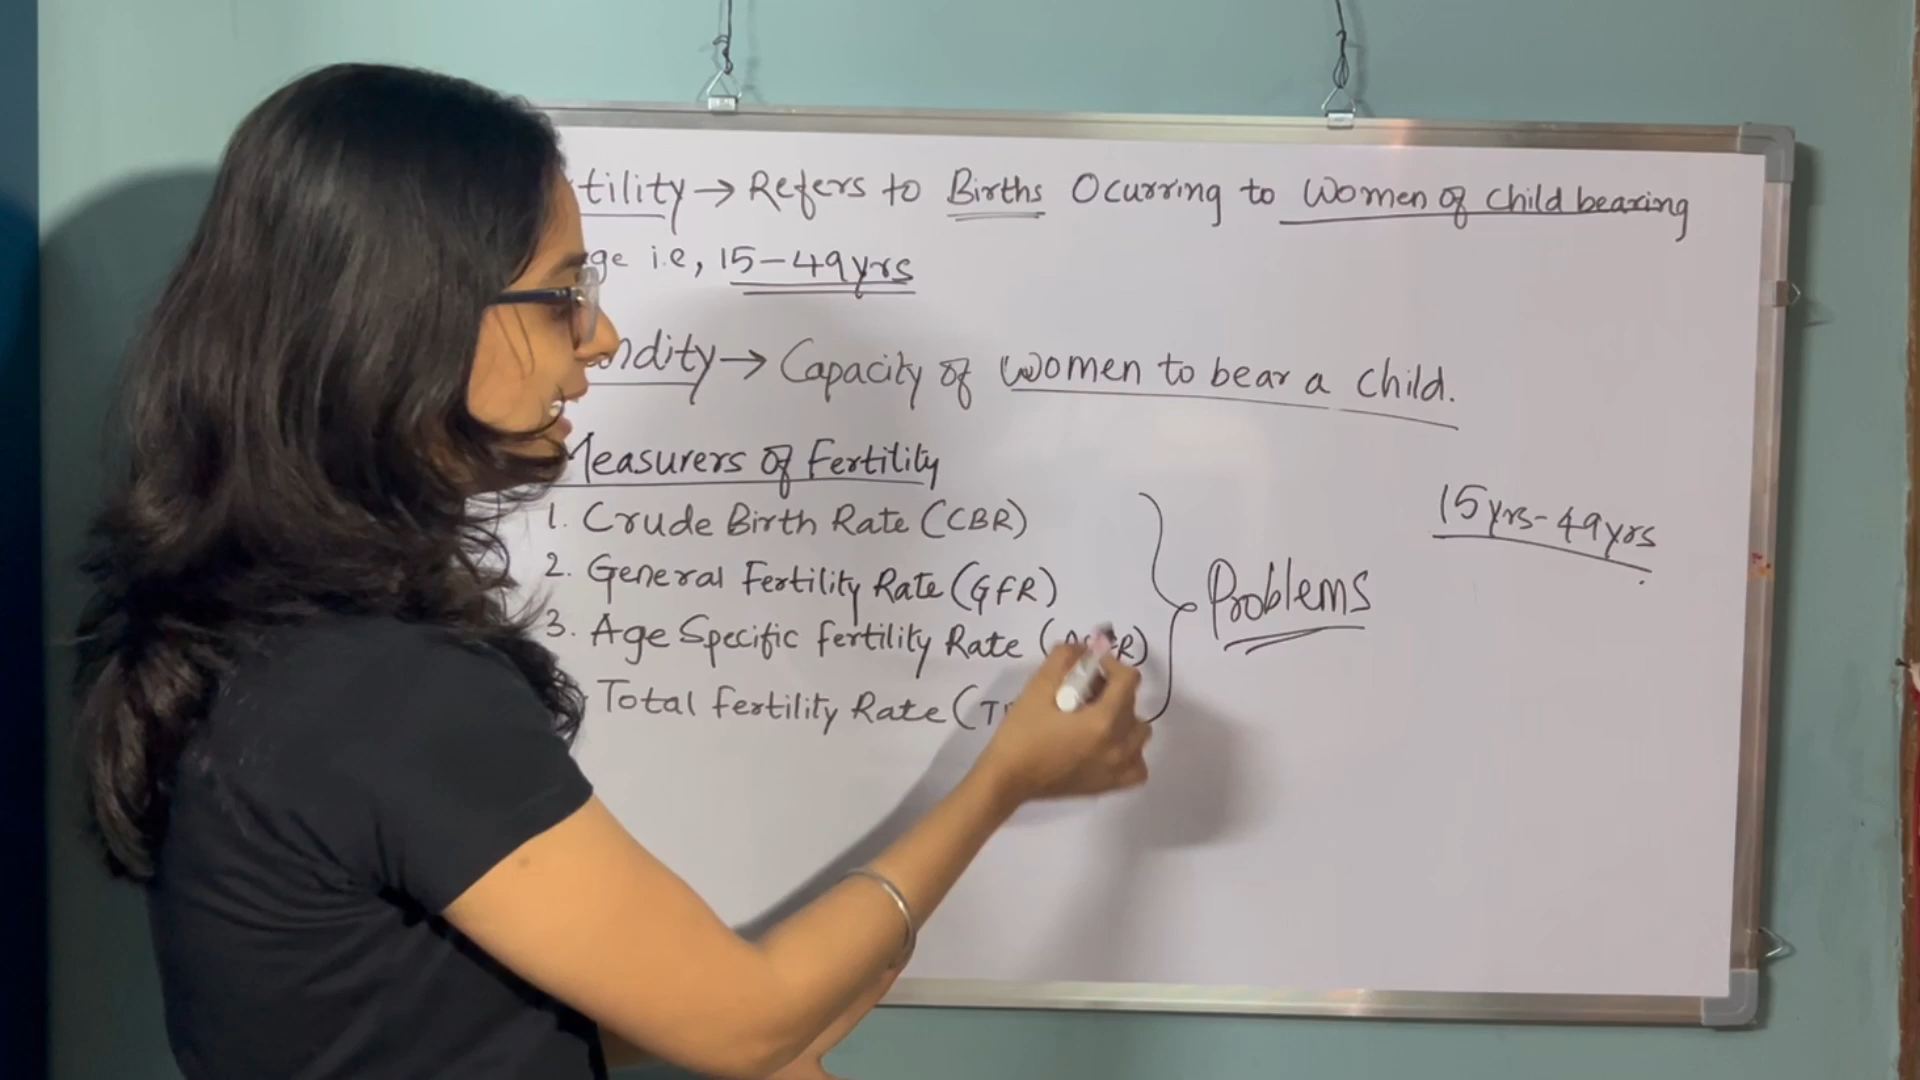 tility → Refers to Births Ocurring to women of child bearing
ge i.e, 15-49yrs
ndity → Capacity of women to bear a child.
Measurers of Fertility
1. Crude Birth Rate (CBR)
2. General Fertility Rate (GFR)
3. Age Specific fertility Rate
Total fertility Rate
Problems
15yrs-49yrs